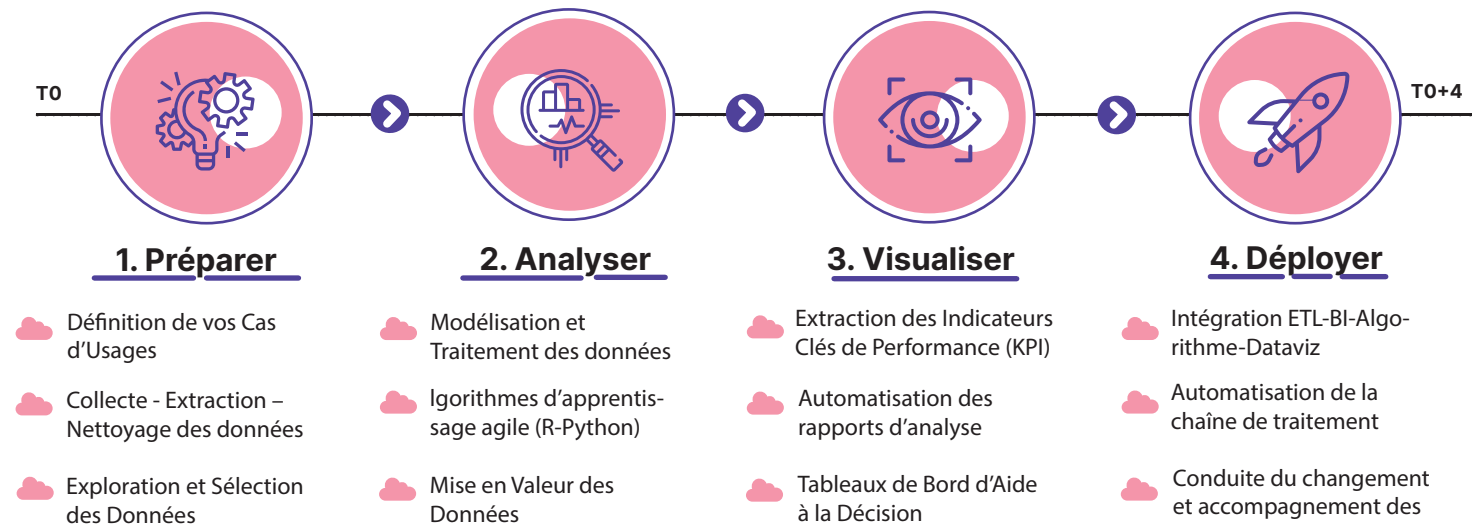 T0
T0+4
1. Préparer
Définition de vos Cas
d’Usages
Collecte - Extraction –
Nettoyage des données
Exploration et Sélection
des Données
2. Analyser
Modélisation et
Traitement des données
lgorithmes d’apprentis-
sage agile (R-Python)
Mise en Valeur des
Données
3. Visualiser
Extraction des Indicateurs
Clés de Performance (KPI)
Automatisation des
rapports d’analyse
Tableaux de Bord d’Aide
à la Décision
4. Déployer
Intégration ETL-BI-Algo-
rithme-Dataviz
Automatisation de la
chaîne de traitement
Conduite du changement
et accompagnement des